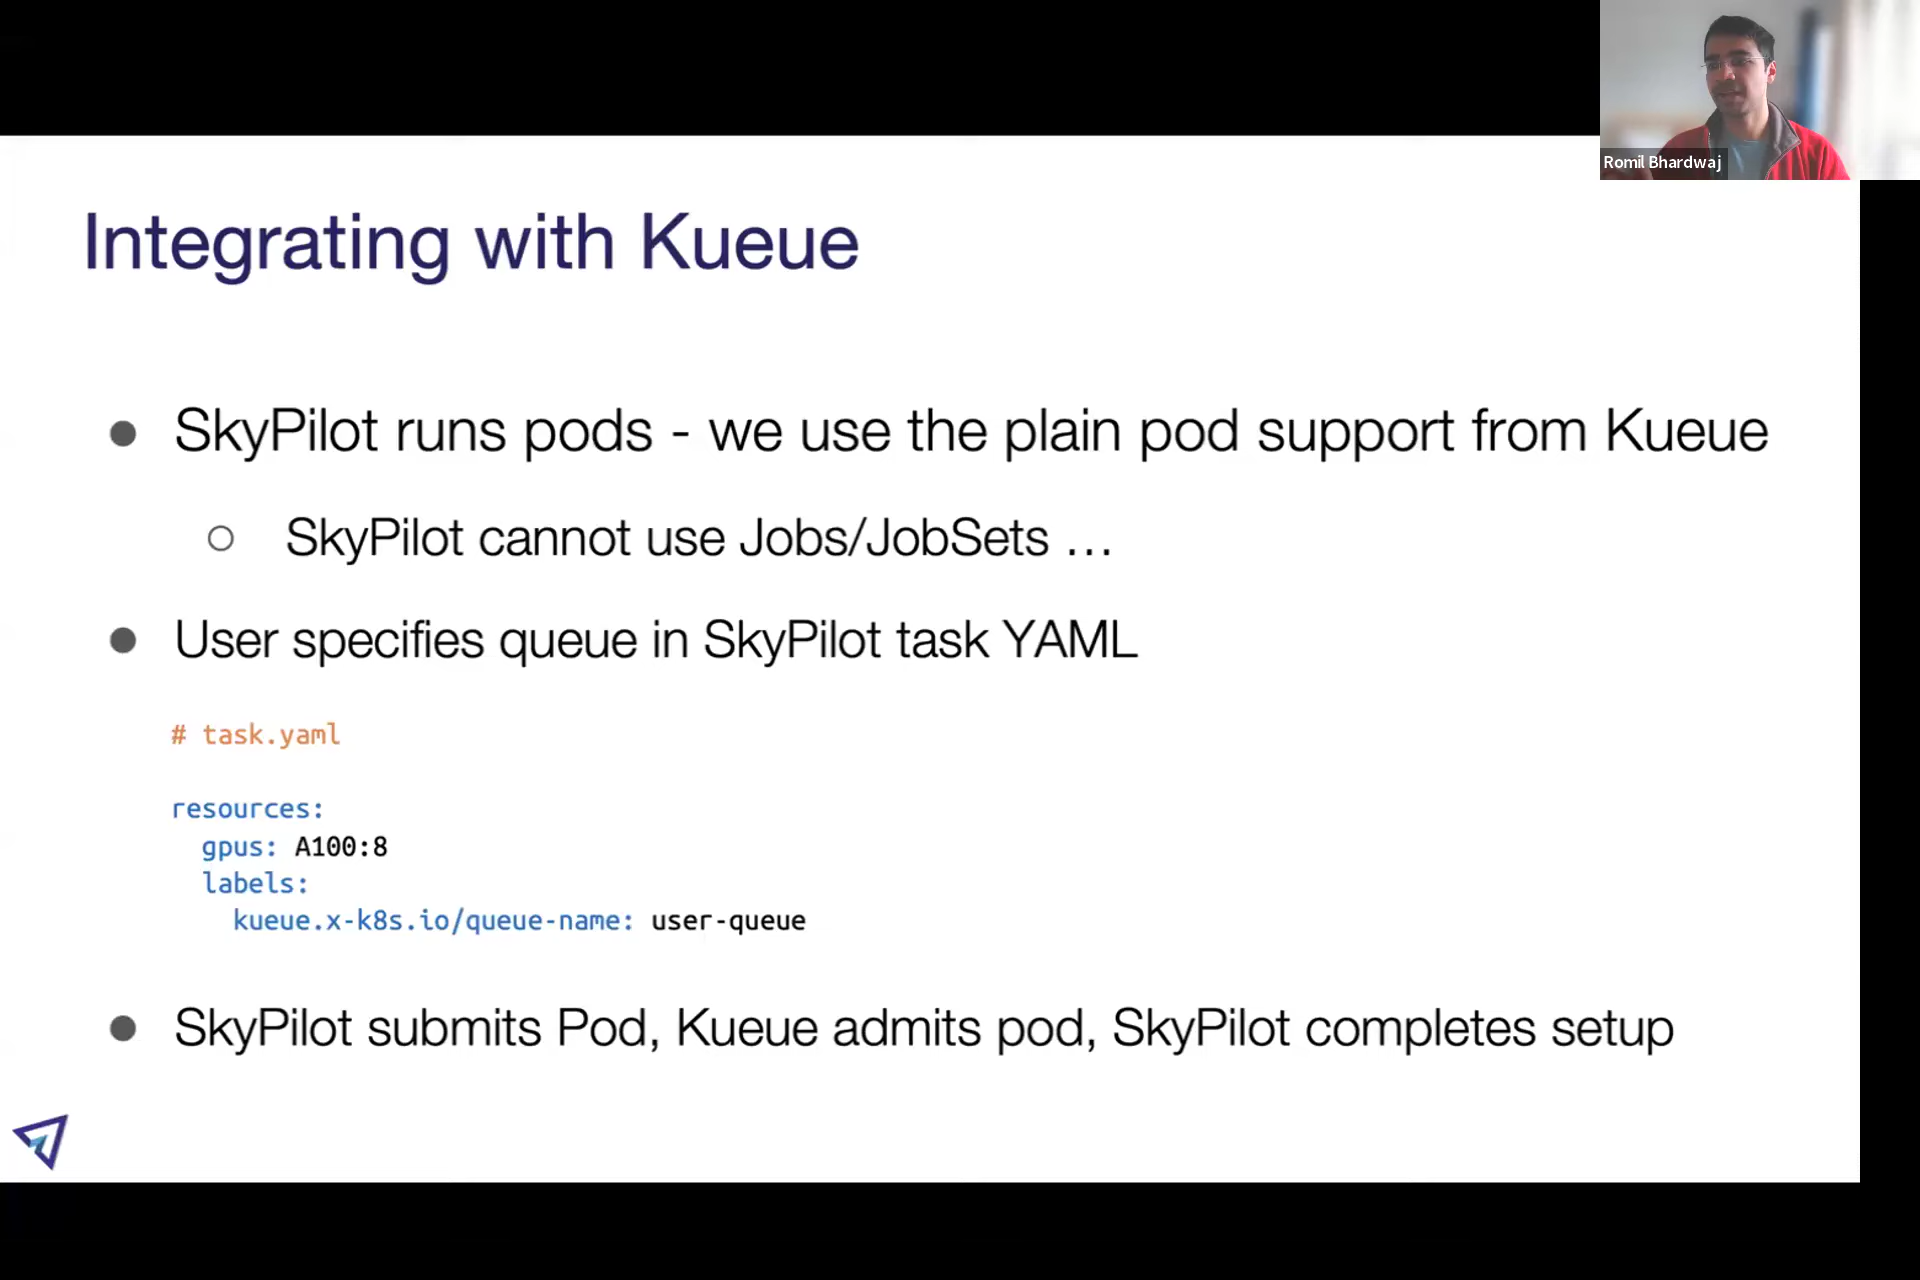 Romil Bhardwaj
Integrating with Kueue
● SkyPilot runs pods - we use the plain pod support from Kueue
○ SkyPilot cannot use Jobs/JobSets …
● User specifies queue in SkyPilot task YAML
# task.yaml
resources:
  gpus: A100:8
  labels:
    kueue.x-k8s.io/queue-name: user-queue
● SkyPilot submits Pod, Kueue admits pod, SkyPilot completes setup